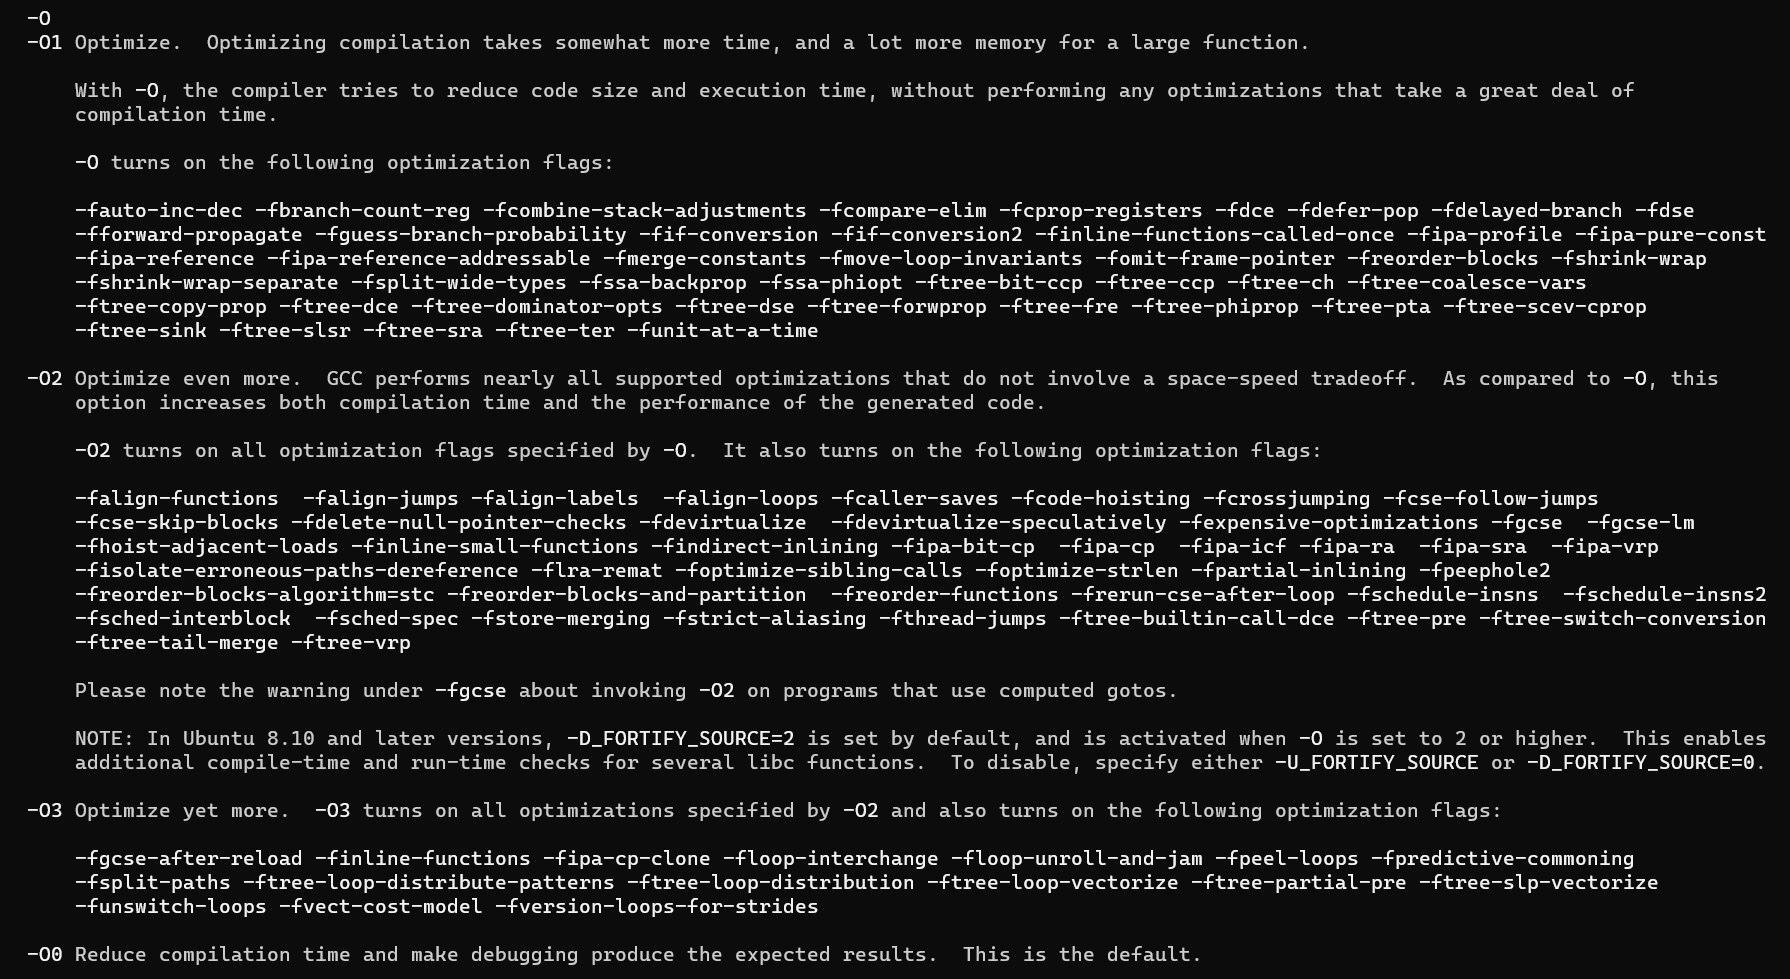 -O
-O1 Optimize.  Optimizing compilation takes somewhat more time, and a lot more memory for a large function.
With -O, the compiler tries to reduce code size and execution time, without performing any optimizations that take a great deal of
compilation time.
-O turns on the following optimization flags:
-fauto-inc-dec -fbranch-count-reg -fcombine-stack-adjustments -fcompare-elim -fcprop-registers -fdce -fdefer-pop -fdelayed-branch -fdse
-fforward-propagate -fguess-branch-probability -fif-conversion -fif-conversion2 -finline-functions-called-once -fipa-profile -fipa-pure-const
-fipa-reference -fipa-reference-addressable -fmerge-constants -fmove-loop-invariants -fomit-frame-pointer -freorder-blocks -fshrink-wrap
-fshrink-wrap-separate -fsplit-wide-types -fssa-backprop -fssa-phiopt -ftree-bit-ccp -ftree-ccp -ftree-ch -ftree-coalesce-vars
-ftree-copy-prop -ftree-dce -ftree-dominator-opts -ftree-dse -ftree-forwprop -ftree-fre -ftree-phiprop -ftree-pta -ftree-scev-cprop
-ftree-sink -ftree-slsr -ftree-sra -ftree-ter -funit-at-a-time
-O2 Optimize even more.  GCC performs nearly all supported optimizations that do not involve a space-speed tradeoff.  As compared to -O, this
option increases both compilation time and the performance of the generated code.
-O2 turns on all optimization flags specified by -O.  It also turns on the following optimization flags:
-falign-functions  -falign-jumps -falign-labels  -falign-loops -fcaller-saves -fcode-hoisting -fcrossjumping -fcse-follow-jumps
-fcse-skip-blocks -fdelete-null-pointer-checks -fdevirtualize  -fdevirtualize-speculatively -fexpensive-optimizations -fgcse  -fgcse-lm
-fhoist-adjacent-loads -finline-small-functions -findirect-inlining -fipa-bit-cp  -fipa-cp  -fipa-icf -fipa-ra  -fipa-sra  -fipa-vrp
-fisolate-erroneous-paths-dereference -flra-remat -foptimize-sibling-calls -foptimize-strlen -fpartial-inlining -fpeephole2
-freorder-blocks-algorithm=stc -freorder-blocks-and-partition  -freorder-functions -frerun-cse-after-loop -fschedule-insns  -fschedule-insns2
-fsched-interblock  -fsched-spec -fstore-merging -fstrict-aliasing -fthread-jumps -ftree-builtin-call-dce -ftree-pre -ftree-switch-conversion
-ftree-tail-merge -ftree-vrp
Please note the warning under -fgcse about invoking -O2 on programs that use computed gotos.
NOTE: In Ubuntu 8.10 and later versions, -D_FORTIFY_SOURCE=2 is set by default, and is activated when -O is set to 2 or higher.  This enables
additional compile-time and run-time checks for several libc functions.  To disable, specify either -U_FORTIFY_SOURCE or -D_FORTIFY_SOURCE=0.
-O3 Optimize yet more.  -O3 turns on all optimizations specified by -O2 and also turns on the following optimization flags:
-fgcse-after-reload -finline-functions -fipa-cp-clone -floop-interchange -floop-unroll-and-jam -fpeel-loops -fpredictive-commoning
-fsplit-paths -ftree-loop-distribute-patterns -ftree-loop-distribution -ftree-loop-vectorize -ftree-partial-pre -ftree-slp-vectorize
-funswitch-loops -fvect-cost-model -fversion-loops-for-strides
-O0 Reduce compilation time and make debugging produce the expected results.  This is the default.